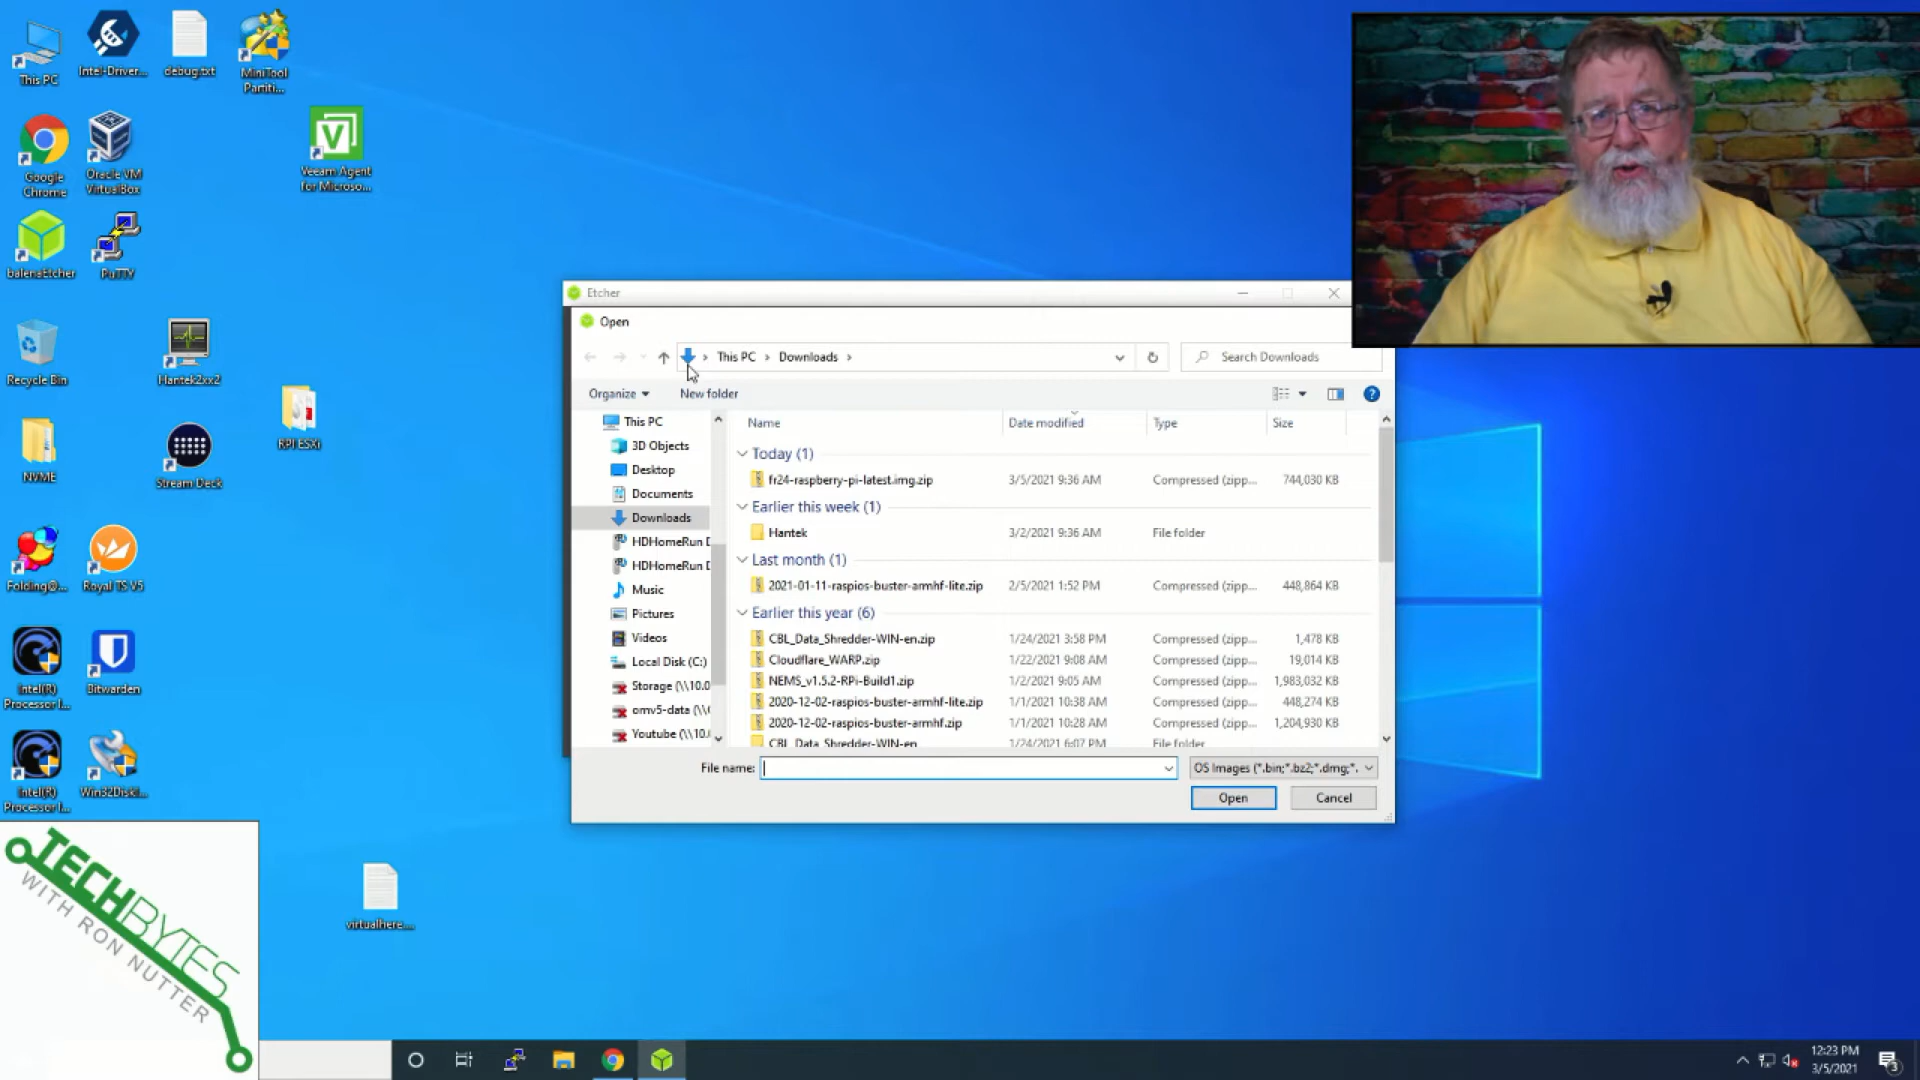 This PC
Intel-Driver...
debug.txt
MiniTool
Partiti...
Google
Chrome
Oracle VM
VirtualBox
Veeam Agent
for Microso...
balenaEtcher
PuTTY
Recycle Bin
Hantek2xx2
NVME
Stream Deck
RPI ESXi
Folding@...
Royal TS V5
Intel(R)
Processor I...
Bitwarden
Intel(R)
Processor I...
Win32Diski...
virtualhere....
Etcher
Open
This PC
Downloads
Search Downloads
Organize
New folder
This PC
3D Objects
Desktop
Documents
Downloads
HDHomeRun D
HDHomeRun D
Music
Pictures
Videos
Local Disk (C:)
Storage (\\10.0
omv5-data (\\
Youtube (\\10.
Name Date modified Type Size
Today (1)
fr24-raspberry-pi-latest.img.zip 3/5/2021 9:36 AM Compressed (zipp... 744,030 KB
Earlier this week (1)
Hantek 3/2/2021 9:36 AM File folder
Last month (1)
2021-01-11-raspios-buster-armhf-lite.zip 2/5/2021 1:52 PM Compressed (zipp... 448,864 KB
Earlier this year (6)
CBL_Data_Shredder-WIN-en.zip 1/24/2021 3:58 PM Compressed (zipp... 1,478 KB
Cloudflare_WARP.zip 1/22/2021 9:08 AM Compressed (zipp... 19,014 KB
NEMS_v1.5.2-RPi-Build1.zip 1/2/2021 9:05 AM Compressed (zipp... 1,983,032 KB
2020-12-02-raspios-buster-armhf-lite.zip 1/1/2021 10:38 AM Compressed (zipp... 448,274 KB
2020-12-02-raspios-buster-armhf.zip 1/1/2021 10:28 AM Compressed (zipp... 1,204,930 KB
CBL_Data_Shredder-WIN-en 1/24/2021 6:07 PM File folder
File name:
OS Images (*.bin;*.bz2;*.dmg;*.
Open
Cancel
TECHBYTES
WITH RON NUTTER
12:23 PM
3/5/2021
3